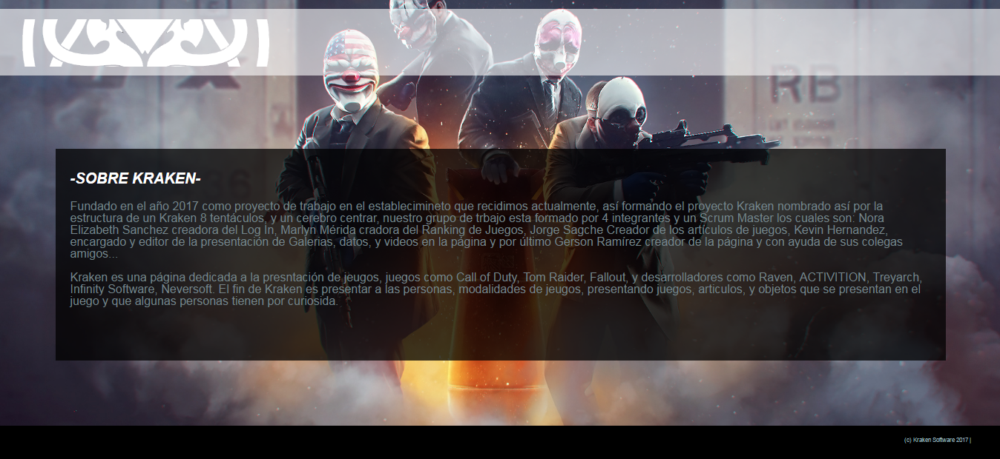 RB
-SOBRE KRAKEN-
Fundado en el año 2017 como proyecto de trabajo en el establecimineto que recidimos actualmente, así formando el proyecto Kraken nombrado así por la
estructura de un Kraken 8 tentáculos, y un cerebro centrar, nuestro grupo de trbajo esta formado por 4 integrantes y un Scrum Master los cuales son: Nora
Elizabeth Sanchez creadora del Log In, Marlyn Mérida cradora del Ranking de Juegos, Jorge Sagche Creador de los artículos de juegos, Kevin Hernandez,
encargado y editor de la presentación de Galerias, datos, y videos en la página y por último Gerson Ramírez creador de la página y con ayuda de sus colegas
amigos...
Kraken es una página dedicada a la presntación de jeugos, juegos como Call of Duty, Tom Raider, Fallout, y desarrolladores como Raven, ACTIVITION, Treyarch,
Infinity Software, Neversoft. El fin de Kraken es presentar a las personas, modalidades de jeugos, presentando juegos, articulos, y objetos que se presentan en el
juego y que algunas personas tienen por curiosida.
(c) Kraken Software 2017 |